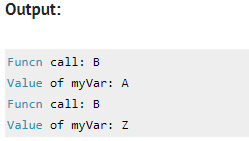 Output:
Funcn call: B
Value of myVar: A
Funcn call: B
Value of myVar: Z